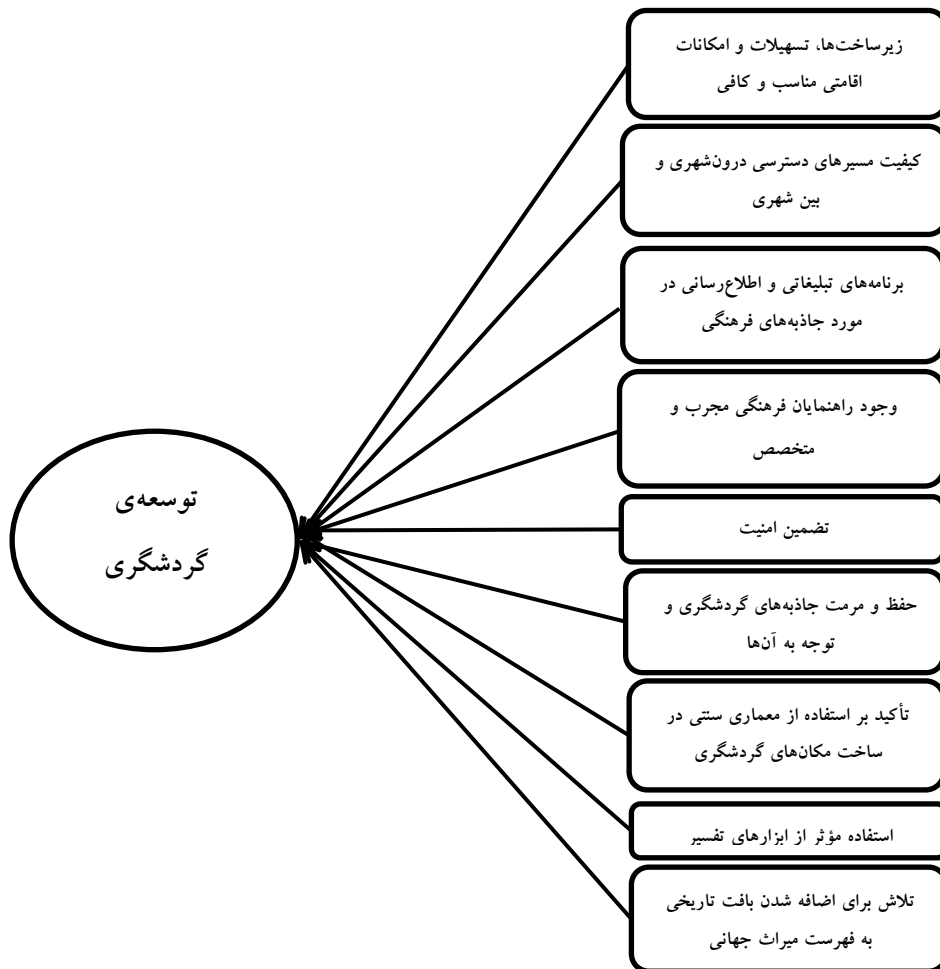 زیرساخت‌ها، تسهیلات و امکانات
اقامتی مناسب و کافی
کیفیت مسیرهای دسترسی درون‌شهری و
بین شهری
برنامه‌های تبلیغاتی و اطلاع‌رسانی در
مورد جاذبه‌های فرهنگی
وجود راهنمایان فرهنگی مجرب و
متخصص
تضمین امنیت
حفظ و مرمت جاذبه‌های گردشگری و
توجه به آن‌ها
تأکید بر استفاده از معماری سنتی در
ساخت مکان‌های گردشگری
استفاده مؤثر از ابزارهای تفسیر
تلاش برای اضافه شدن بافت تاریخی
به فهرست میراث جهانی
توسعه‌ی
گردشگری